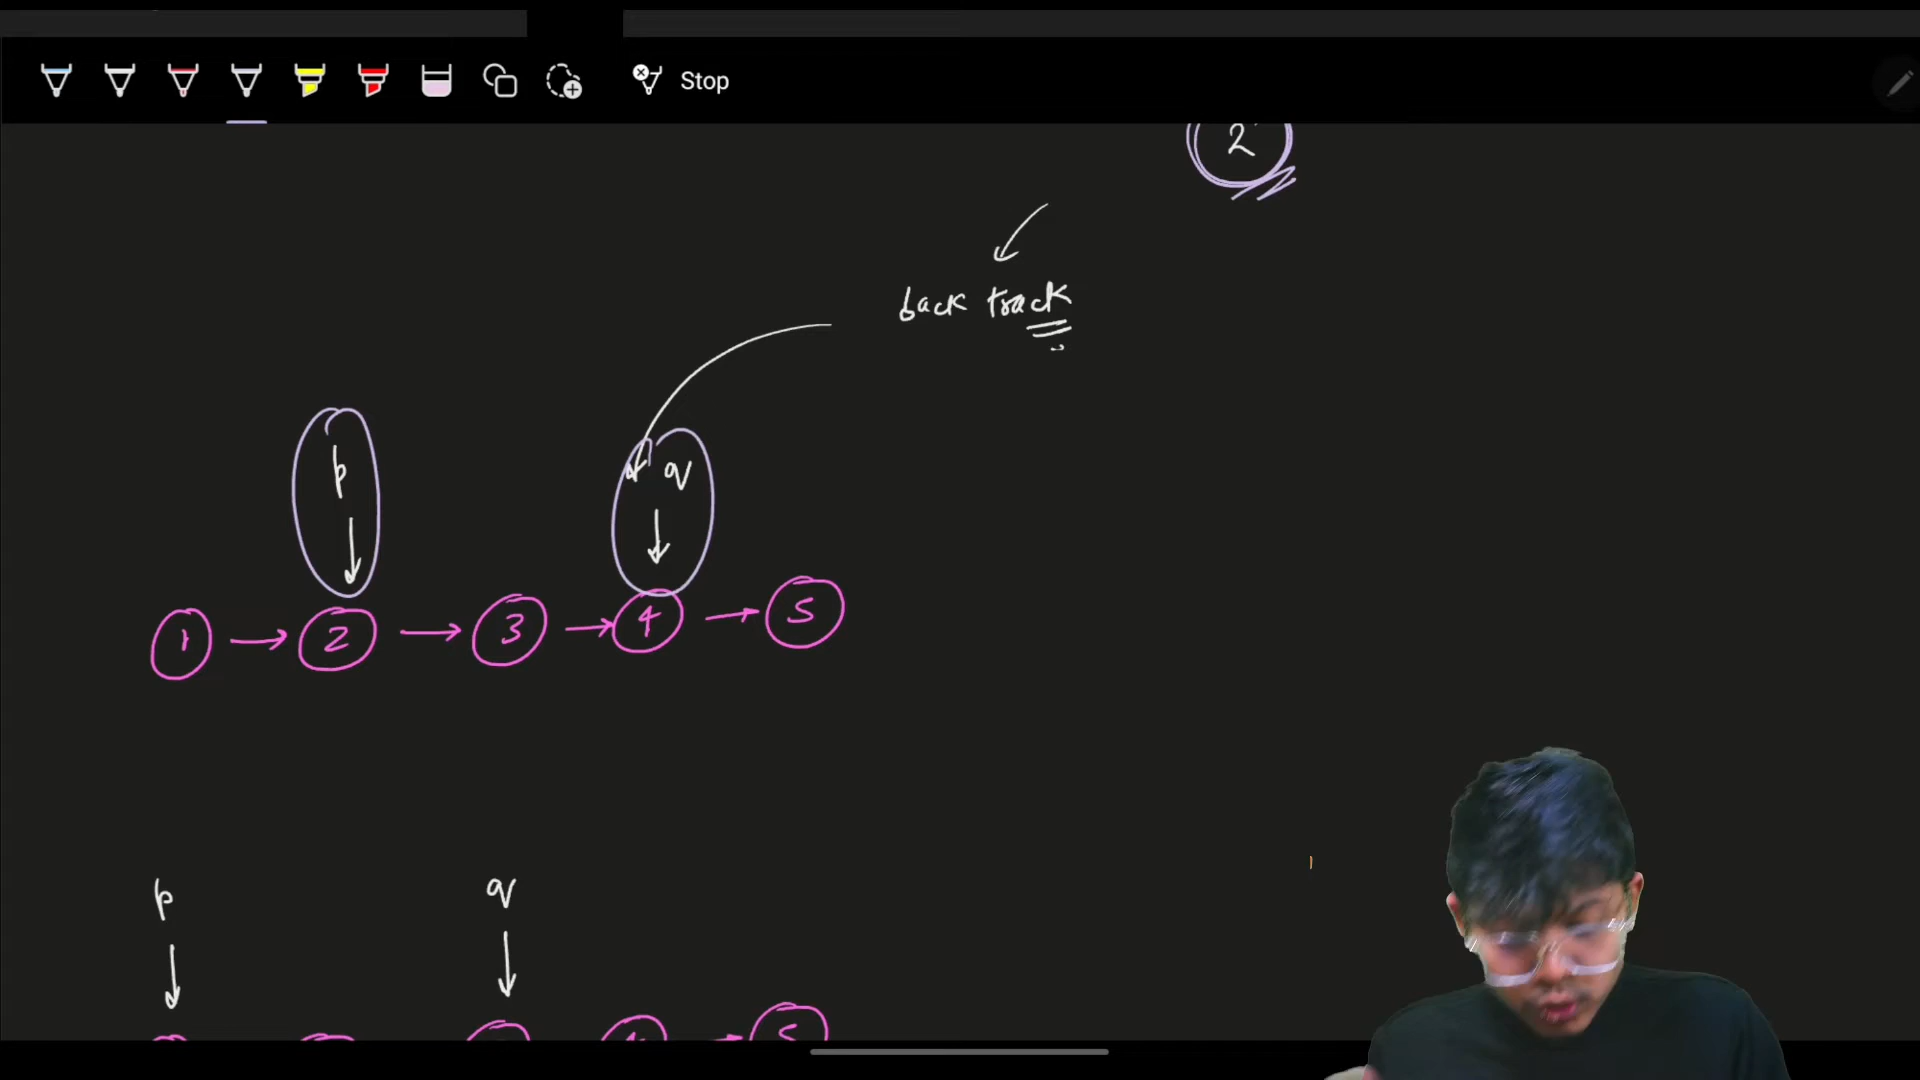 Stop
2
back track
p q
1 → 2 → 3 → 4 → 5
p q
5